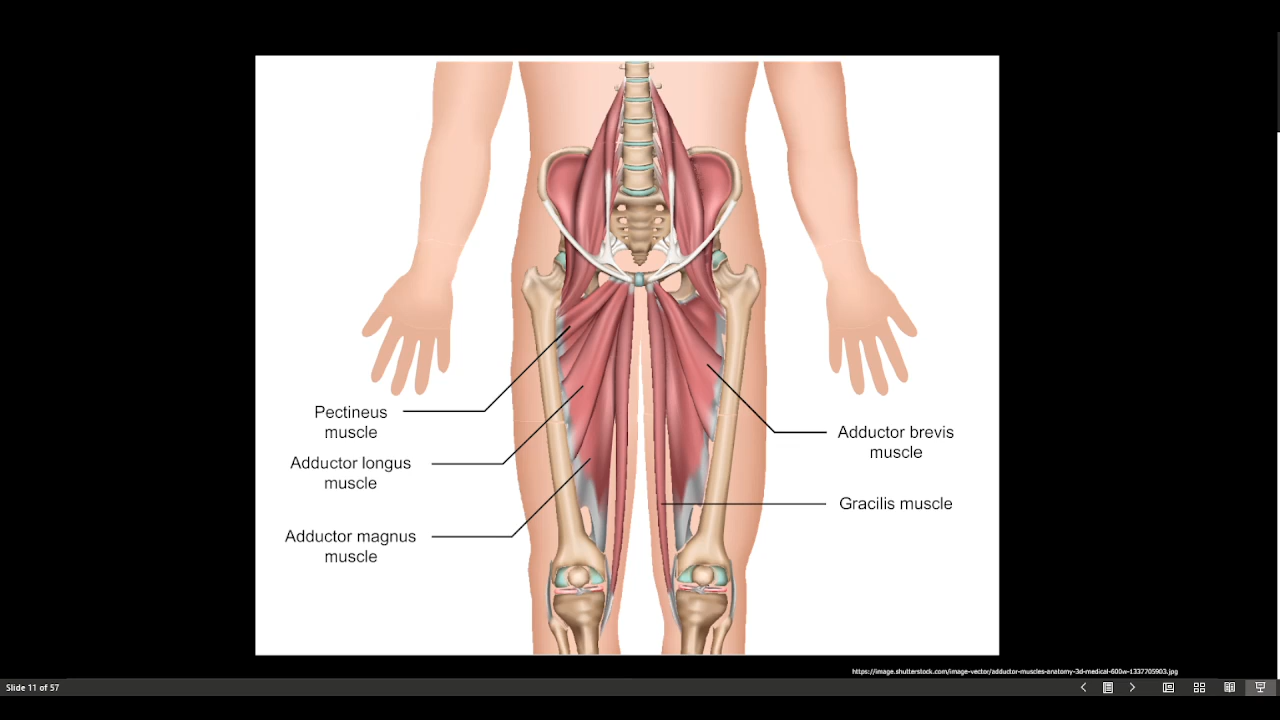 Pectineus
muscle
Adductor longus
muscle
Adductor magnus
muscle
Adductor brevis
muscle
Gracilis muscle
https://image.shutterstock.com/image-vector/adductor-muscles-anatomy-3d-medical-600w-1337705903.jpg
Slide 11 of 57